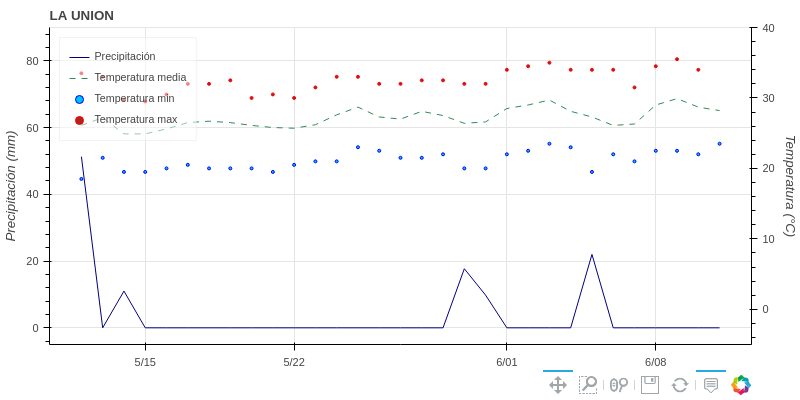 LA UNION
Precipitación
Temperatura media
Temperatura min
Temperatura max
Precipitación (mm)
80
60
40
20
0
40
30
20
10
0
Temperatura (°C)
5/15
5/22
6/01
6/08